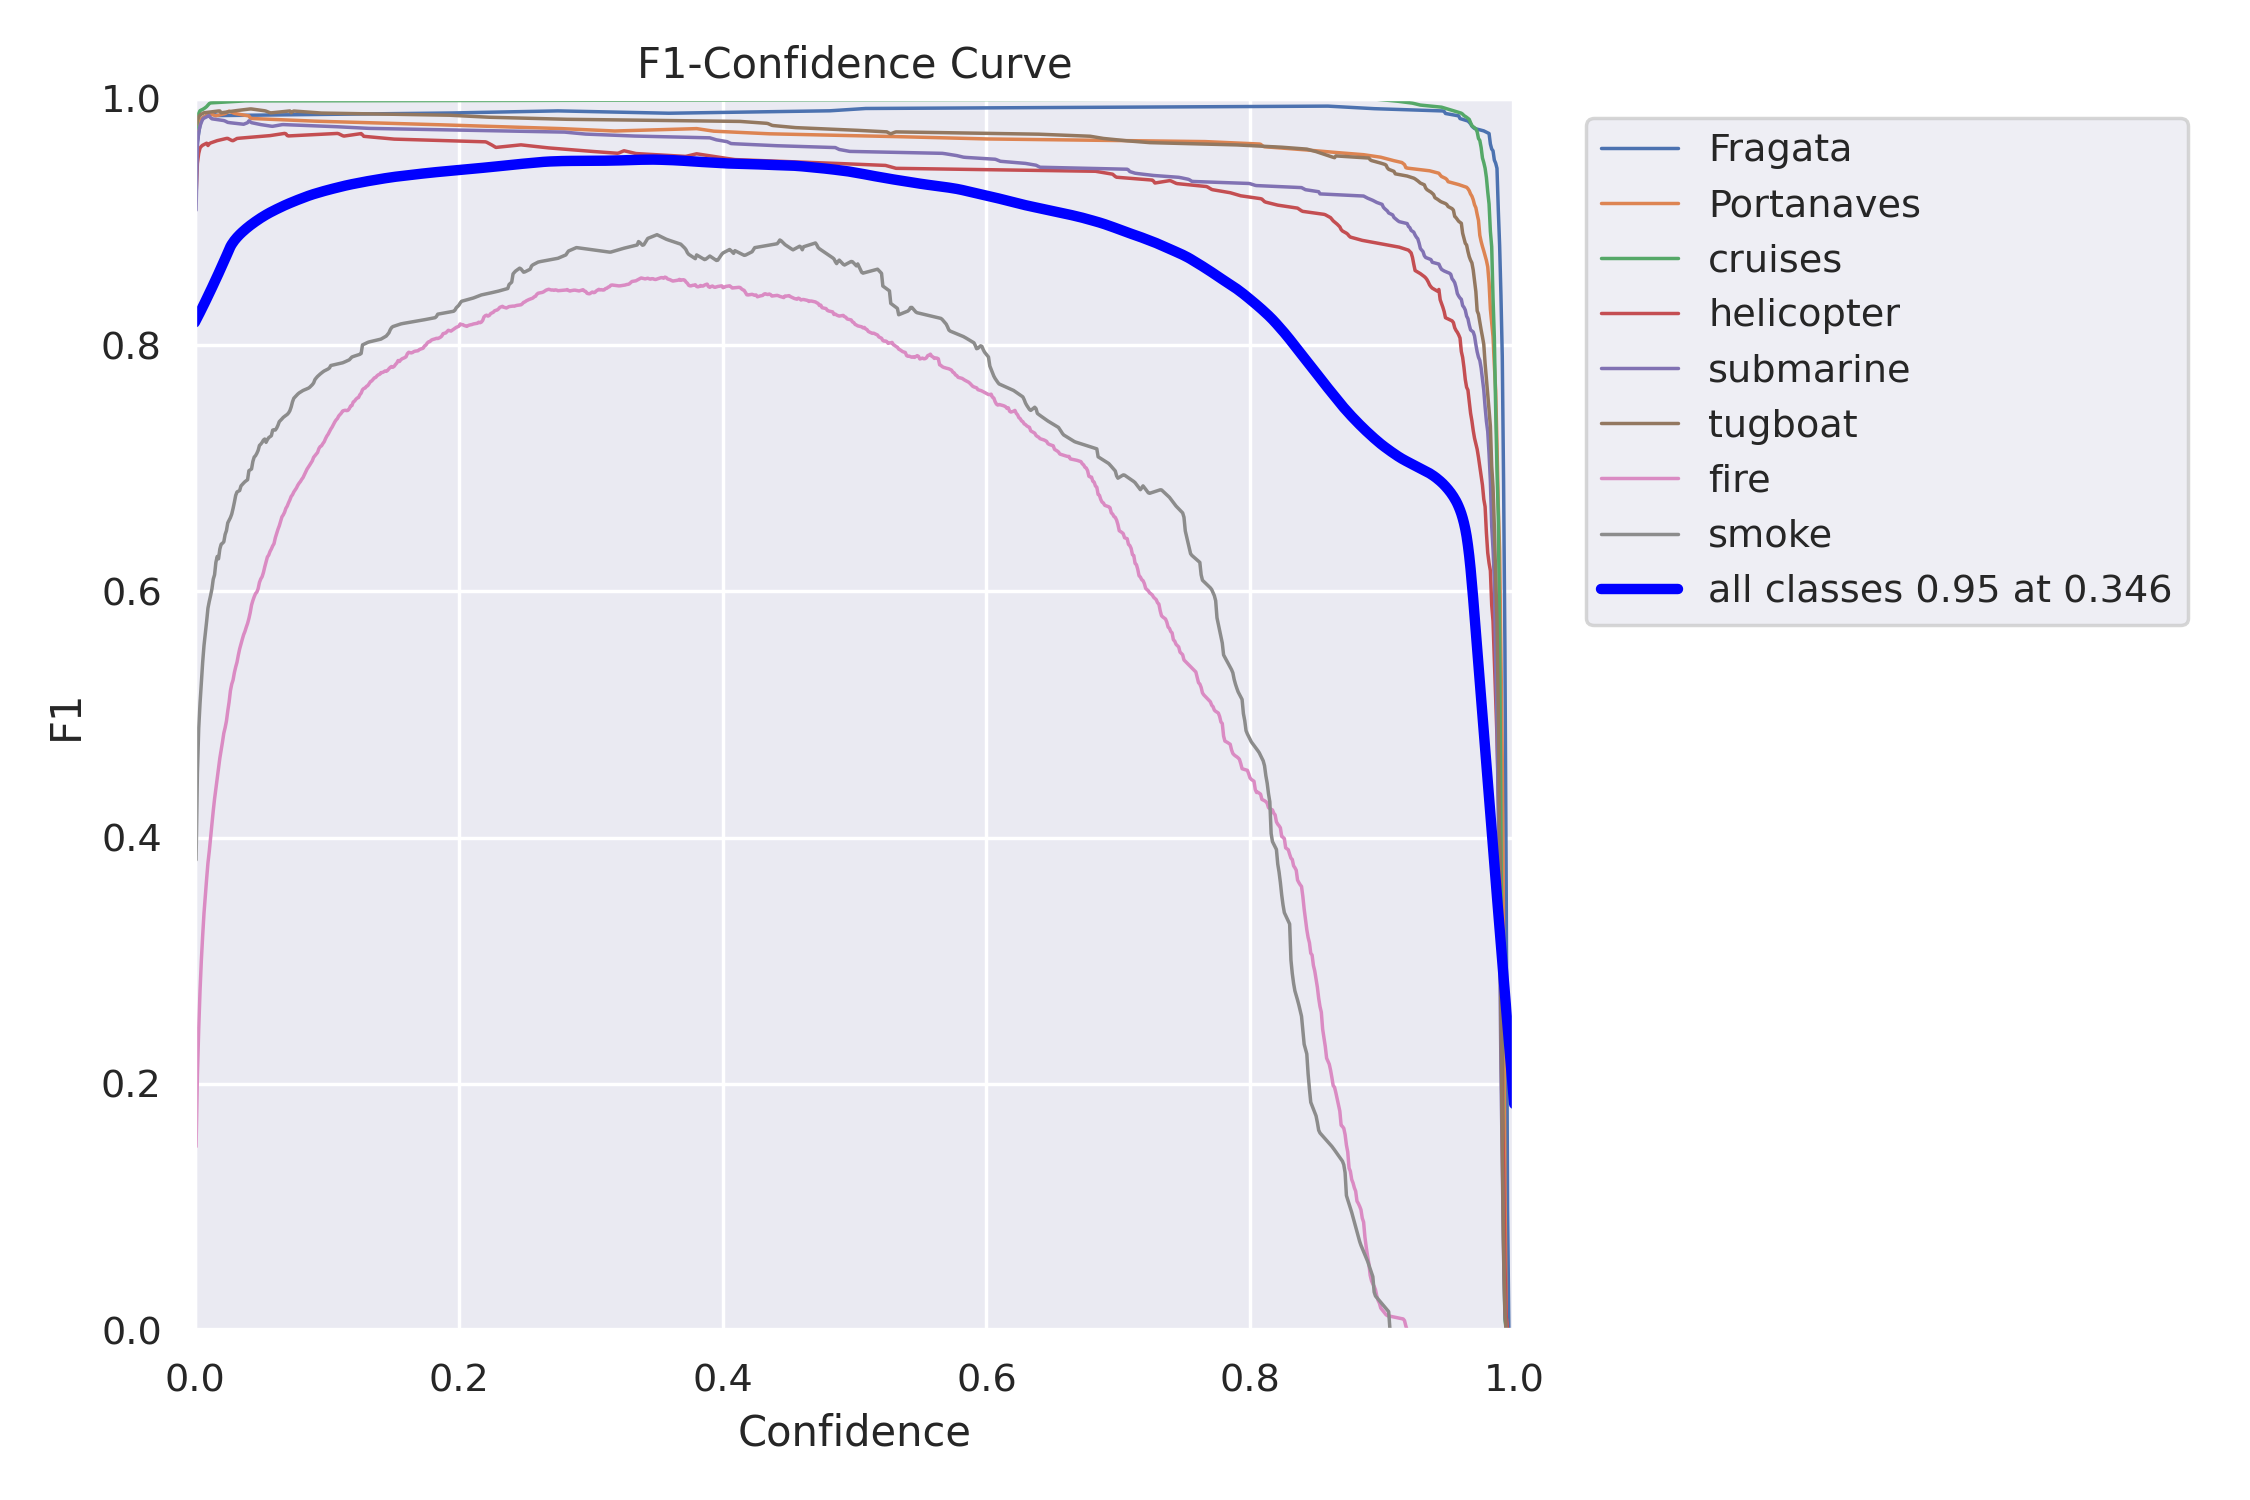 F1-Confidence Curve
1.0
0.8
0.6
0.4
0.2
0.0
F1
0.0 0.2 0.4 0.6 0.8 1.0
Confidence
Fragata
Portanaves
cruises
helicopter
submarine
tugboat
fire
smoke
all classes 0.95 at 0.346